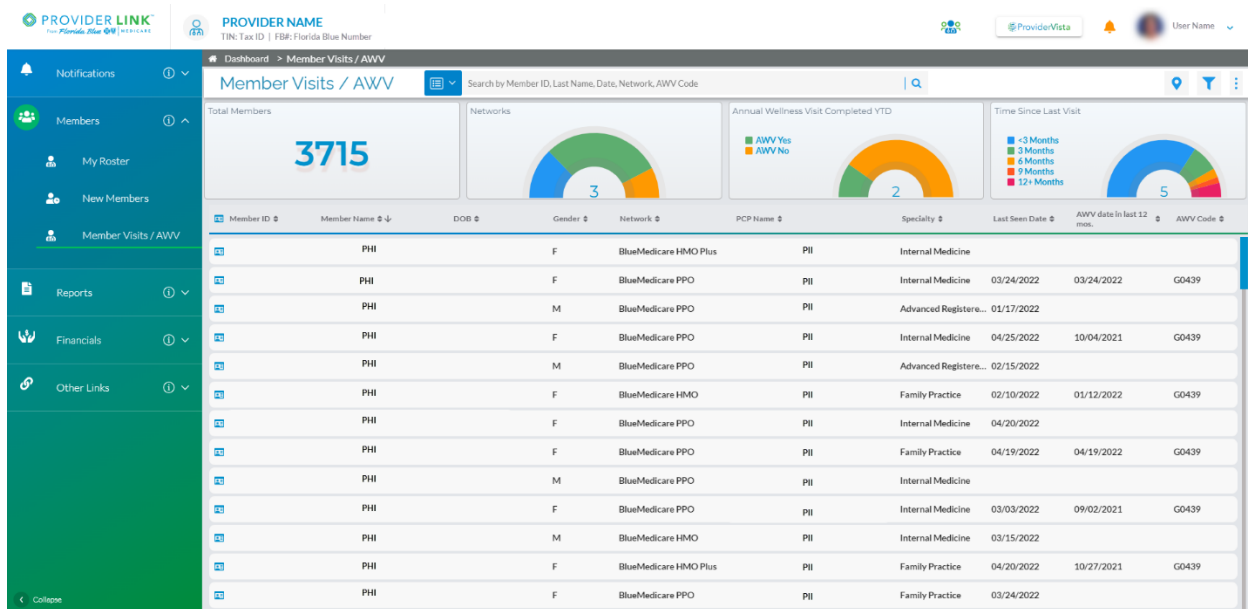 PROVIDER LINK™
For Florida Blue MEDICARE
PROVIDER NAME
TIN: Tax ID | FB#: Florida Blue Number
ProviderVista
User Name
Notifications
Members
My Roster
New Members
Member Visits / AWV
Reports
Financials
Other Links
Collapse
Dashboard > Member Visits / AWV
Member Visits / AWV
Search by Member ID, Last Name, Date, Network, AWV Code
Total Members
3715
Networks
3
Annual Wellness Visit Completed YTD
AWV Yes
AWV No
2
Time Since Last Visit
<3 Months
3 Months
6 Months
9 Months
12+ Months
5
Member ID Member Name DOB Gender Network PCP Name Specialty Last Seen Date AWV date in last 12 mos. AWV Code
PHI F BlueMedicare HMO Plus PII Internal Medicine
PHI F BlueMedicare PPO PII Internal Medicine 03/24/2022 03/24/2022 G0439
PHI M BlueMedicare PPO PII Advanced Registere... 01/17/2022
PHI F BlueMedicare PPO PII Internal Medicine 04/25/2022 10/04/2021 G0439
PHI M BlueMedicare PPO PII Advanced Registere... 02/15/2022
PHI F BlueMedicare HMO PII Family Practice 02/10/2022 01/12/2022 G0439
PHI F BlueMedicare PPO PII Internal Medicine 04/20/2022
PHI F BlueMedicare PPO PII Family Practice 04/19/2022 04/19/2022 G0439
PHI M BlueMedicare PPO PII Internal Medicine
PHI F BlueMedicare PPO PII Internal Medicine 03/03/2022 09/02/2021 G0439
PHI M BlueMedicare HMO PII Internal Medicine 03/15/2022
PHI F BlueMedicare HMO Plus PII Family Practice 04/20/2022 10/27/2021 G0439
PHI F BlueMedicare PPO PII Family Practice 03/24/2022